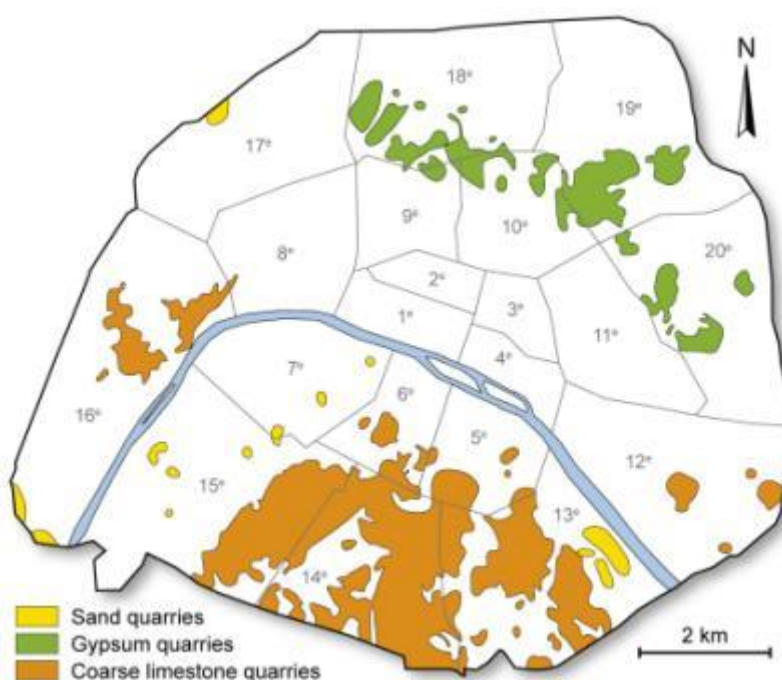 N
18ᵉ
19ᵉ
17ᵉ
9ᵉ
10ᵉ
20ᵉ
8ᵉ
2ᵉ
3ᵉ
1ᵉ
11ᵉ
4ᵉ
7ᵉ
6ᵉ
16ᵉ
5ᵉ
12ᵉ
15ᵉ
13ᵉ
14ᵉ
Sand quarries
Gypsum quarries
Coarse limestone quarries
2 km